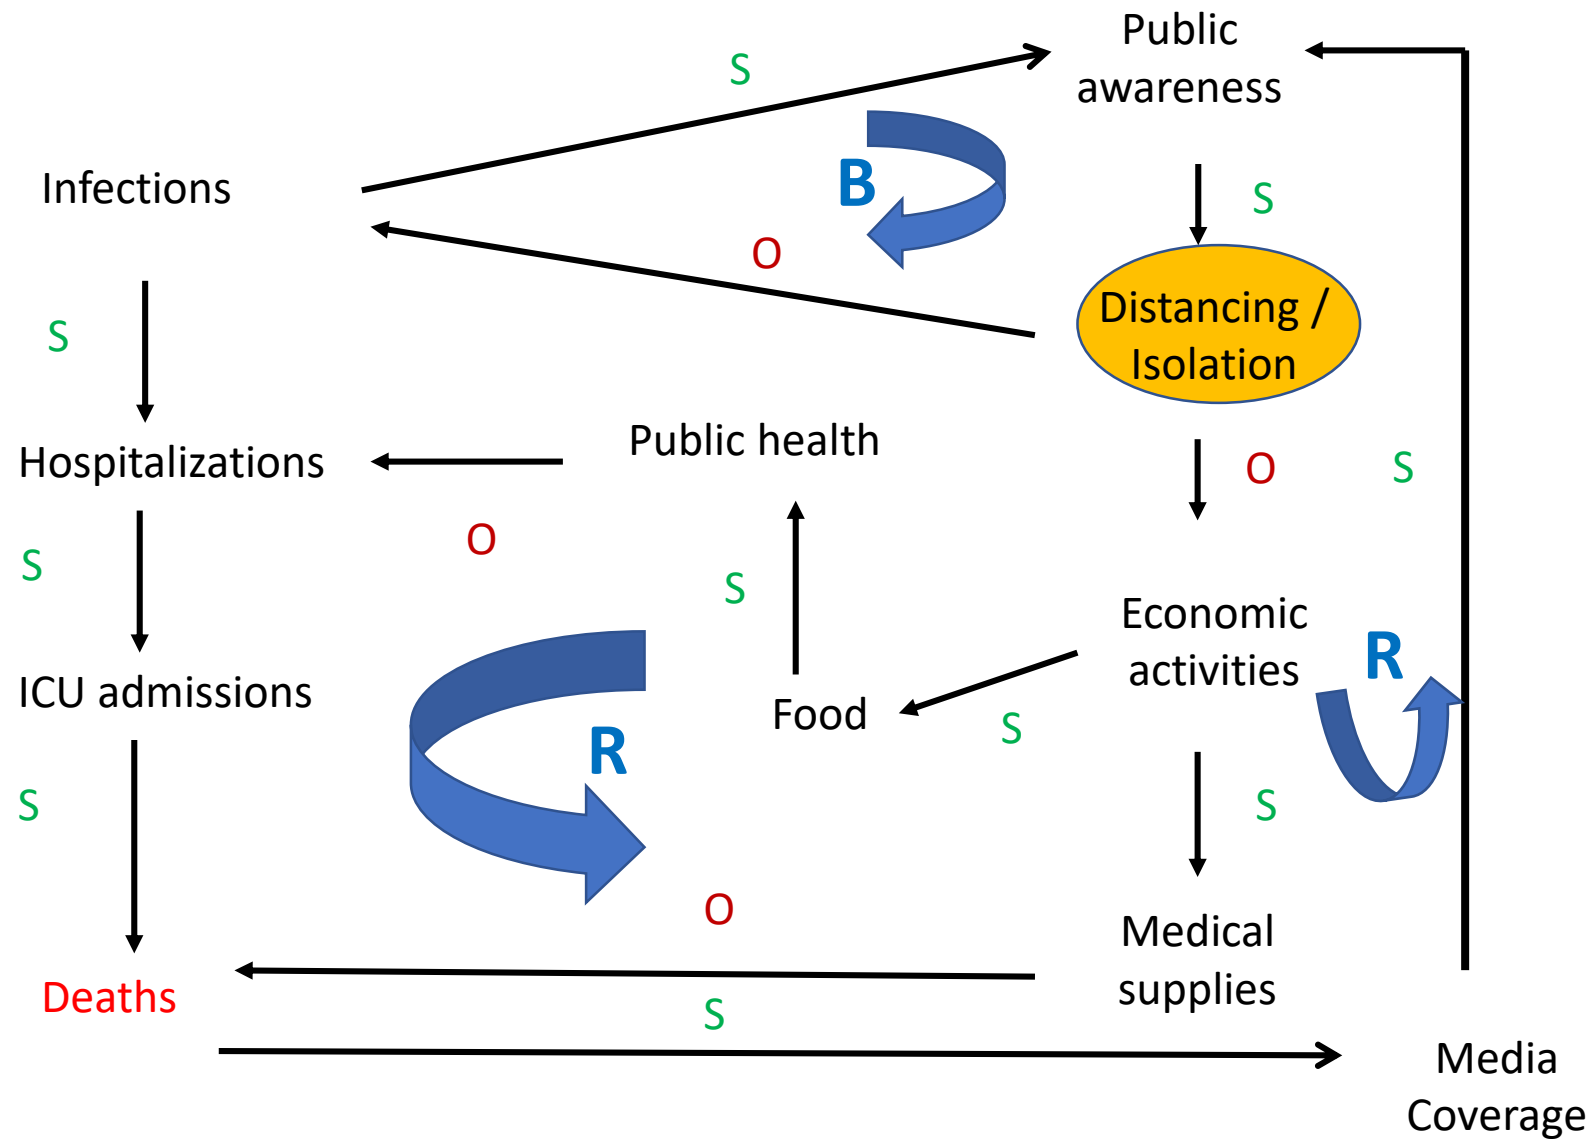 Public
awareness
S
Infections
B
S
O
Distancing /
Isolation
S
Public health
Hospitalizations
O
S
O
S
S
Economic
activities
R
ICU admissions
Food
S
R
S
S
O
Medical
supplies
Deaths
S
Media
Coverage